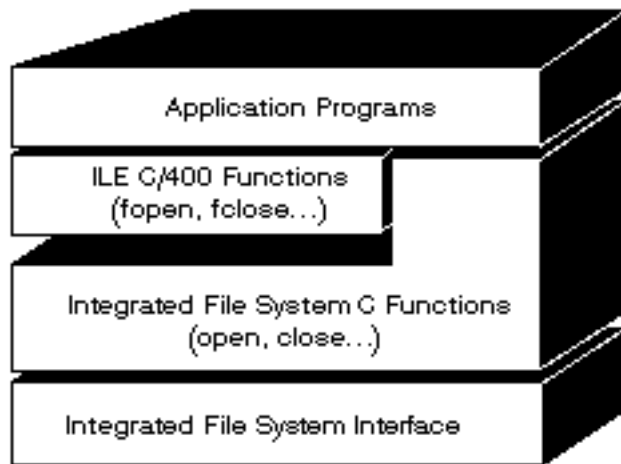 Application Programs
ILE C/400 Functions
(fopen, fclose...)
Integrated File System C Functions
(open, close...)
Integrated File System Interface